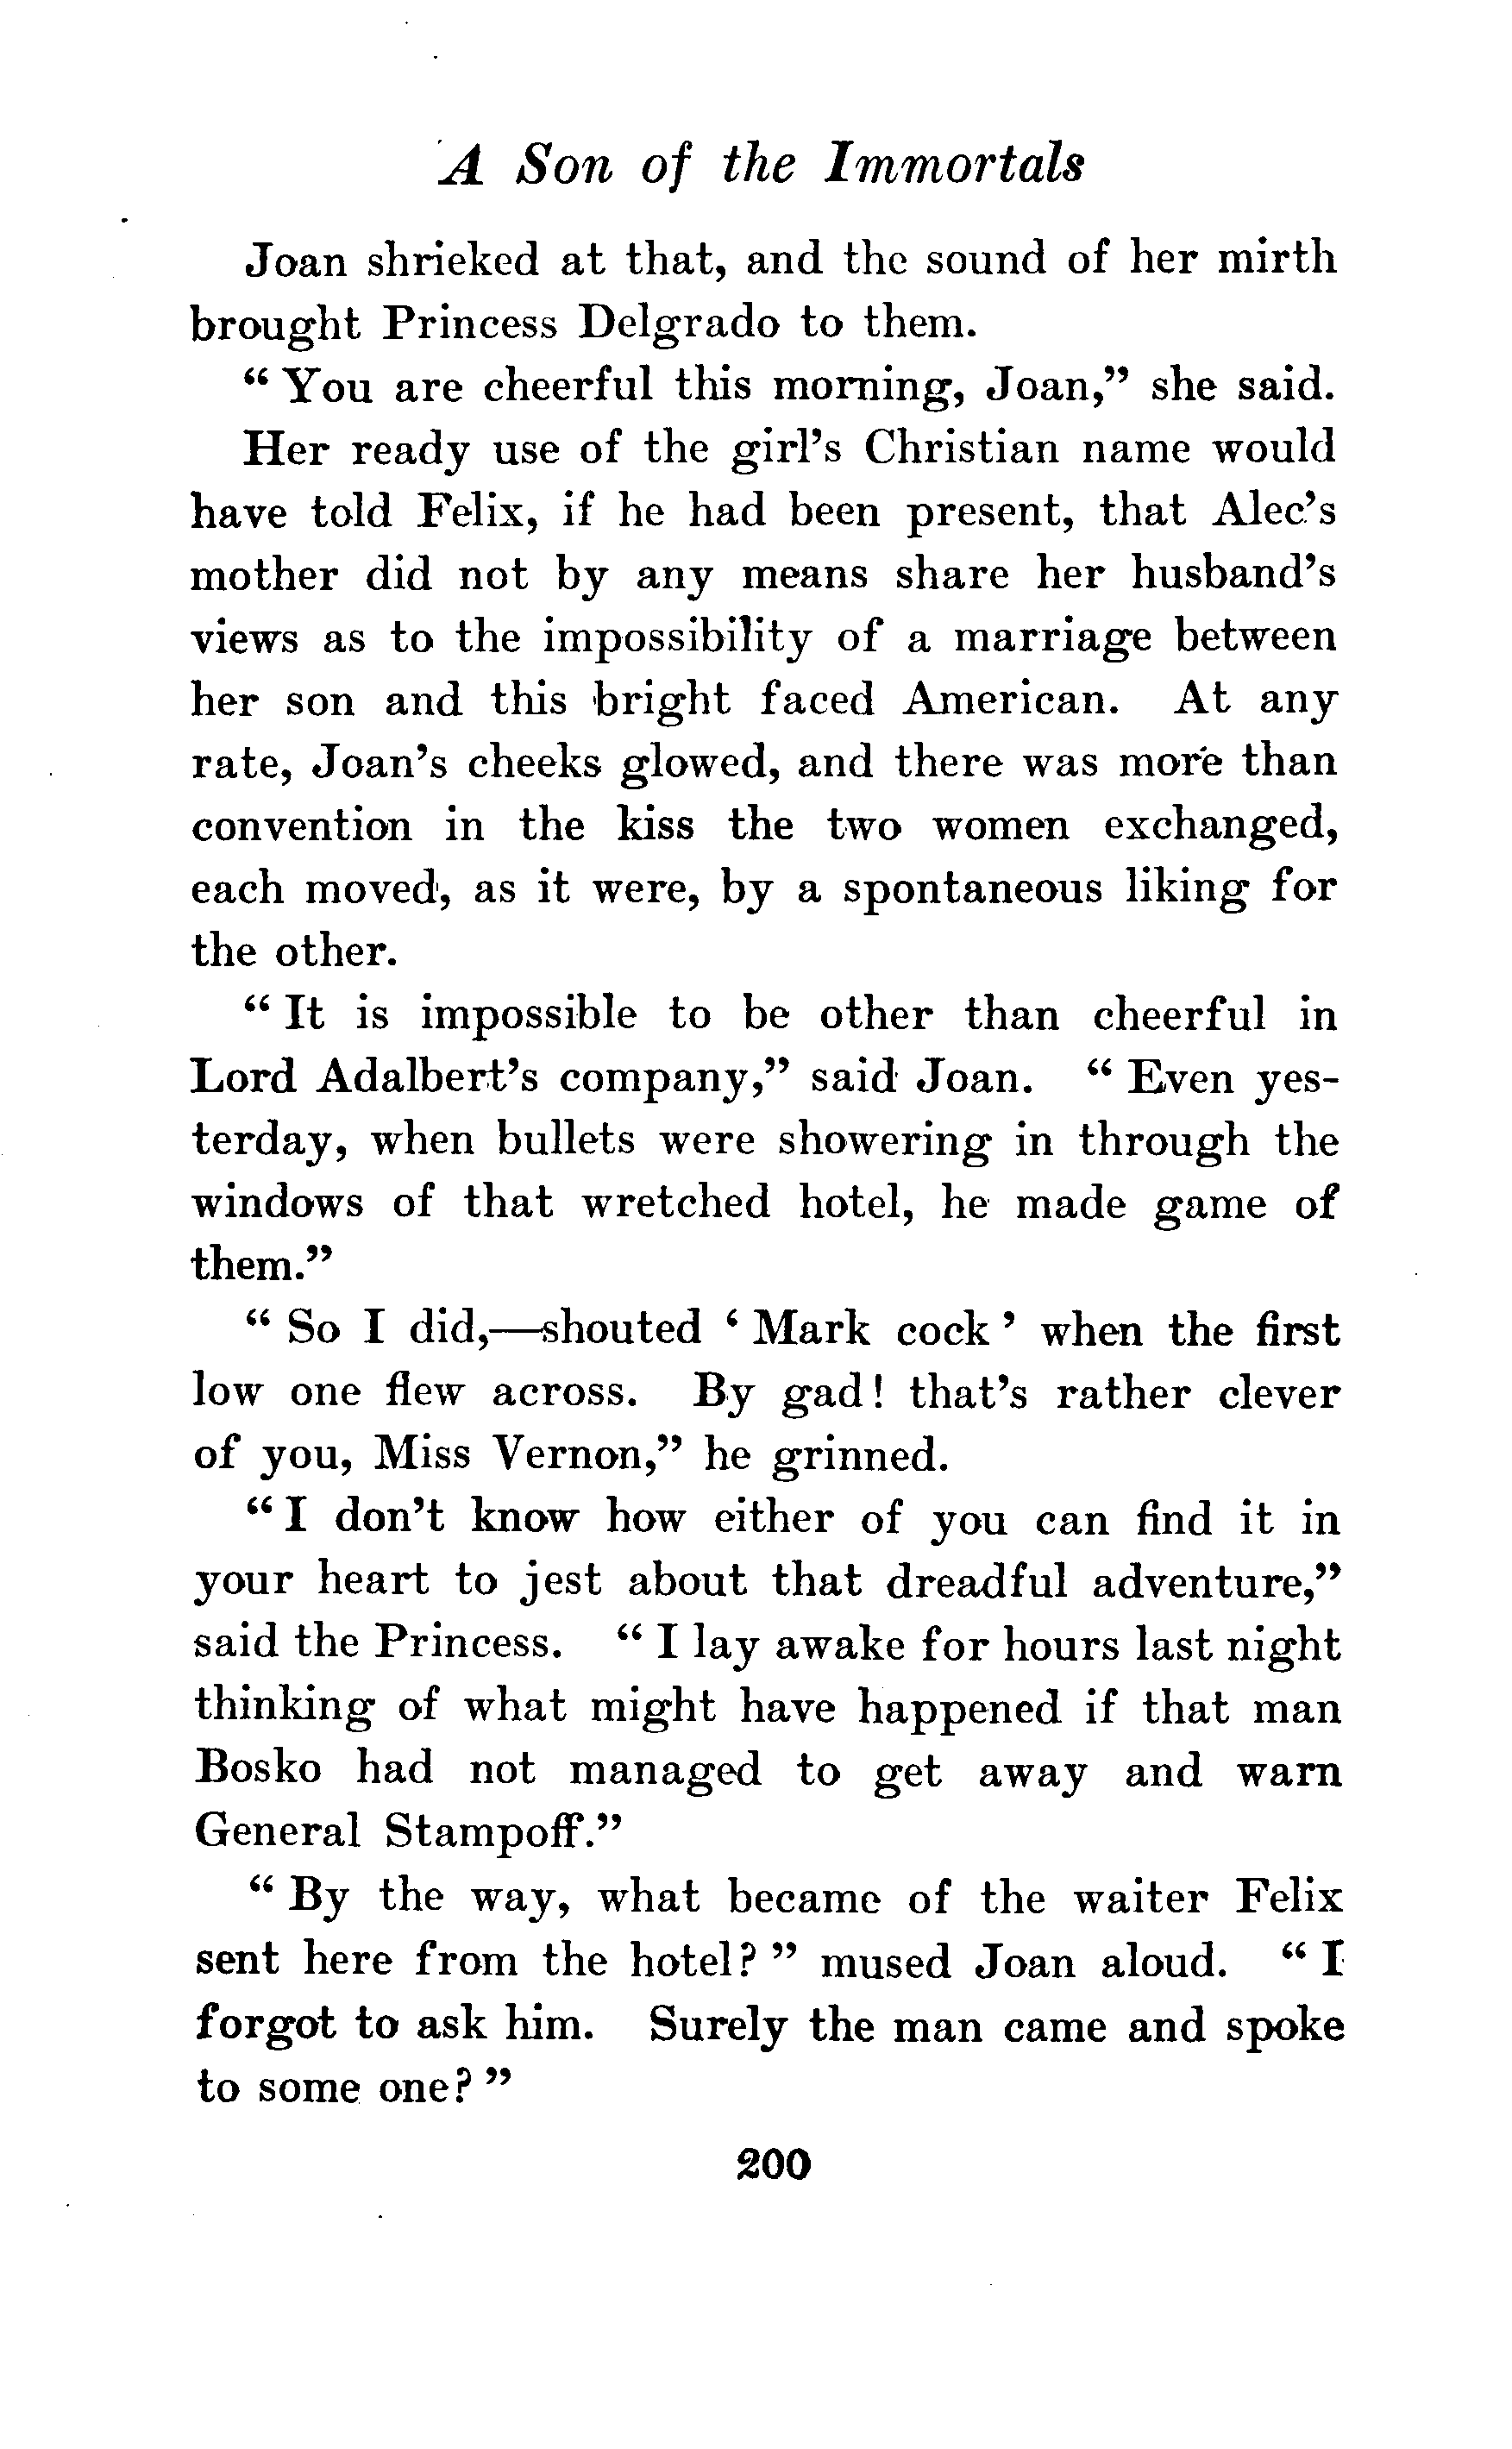 A Son of the Immortals
Joan shrieked at that, and the sound of her mirth
brought Princess Delgrado to them.
“ You are cheerful this morning, Joan,” she said.
Her ready use of the girl’s Christian name would
have told Felix, if he had been present, that Alec’s
mother did not by any means share her husband’s
views as to the impossibility of a marriage between
her son and this bright faced American. At any
rate, Joan’s cheeks glowed, and there was more than
convention in the kiss the two women exchanged,
each moved, as it were, by a spontaneous liking for
the other.
“ It is impossible to be other than cheerful in
Lord Adalbert’s company,” said Joan. “ Even yes-
terday, when bullets were showering in through the
windows of that wretched hotel, he made game of
them.”
“ So I did,—shouted ‘ Mark cock ’ when the first
low one flew across. By gad! that’s rather clever
of you, Miss Vernon,” he grinned.
“ I don’t know how either of you can find it in
your heart to jest about that dreadful adventure,”
said the Princess. “ I lay awake for hours last night
thinking of what might have happened if that man
Bosko had not managed to get away and warn
General Stampoff.”
“ By the way, what became of the waiter Felix
sent here from the hotel? ” mused Joan aloud. “ I
forgot to ask him. Surely the man came and spoke
to some one? ”
200